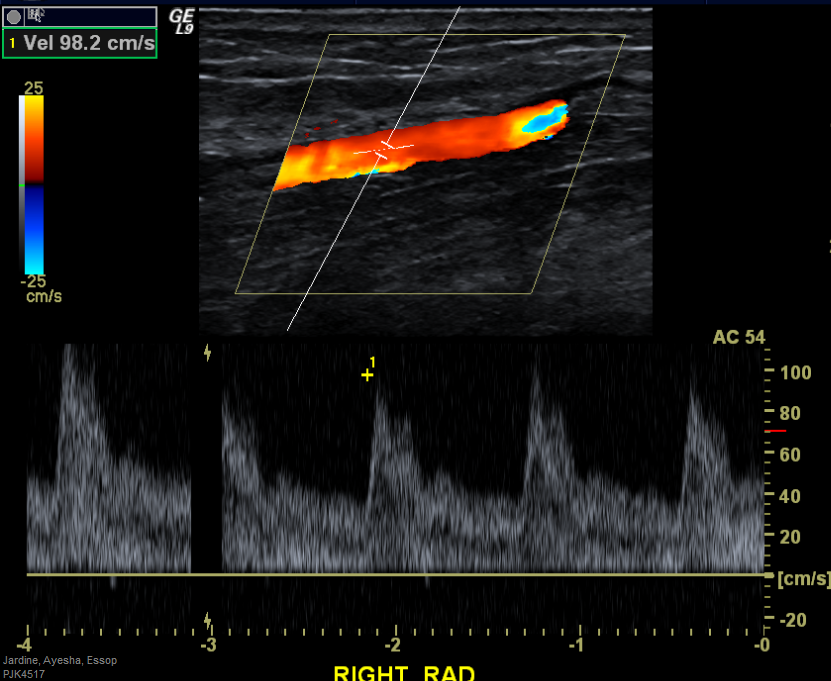 GE
L9
1 Vel 98.2 cm/s
25
-25
cm/s
AC 54
1
100
80
60
40
20
[cm/s]
-20
-4 -3 -2 -1 -0
Jardine, Ayesha, Essop
PJK4517
RIGHT RAD